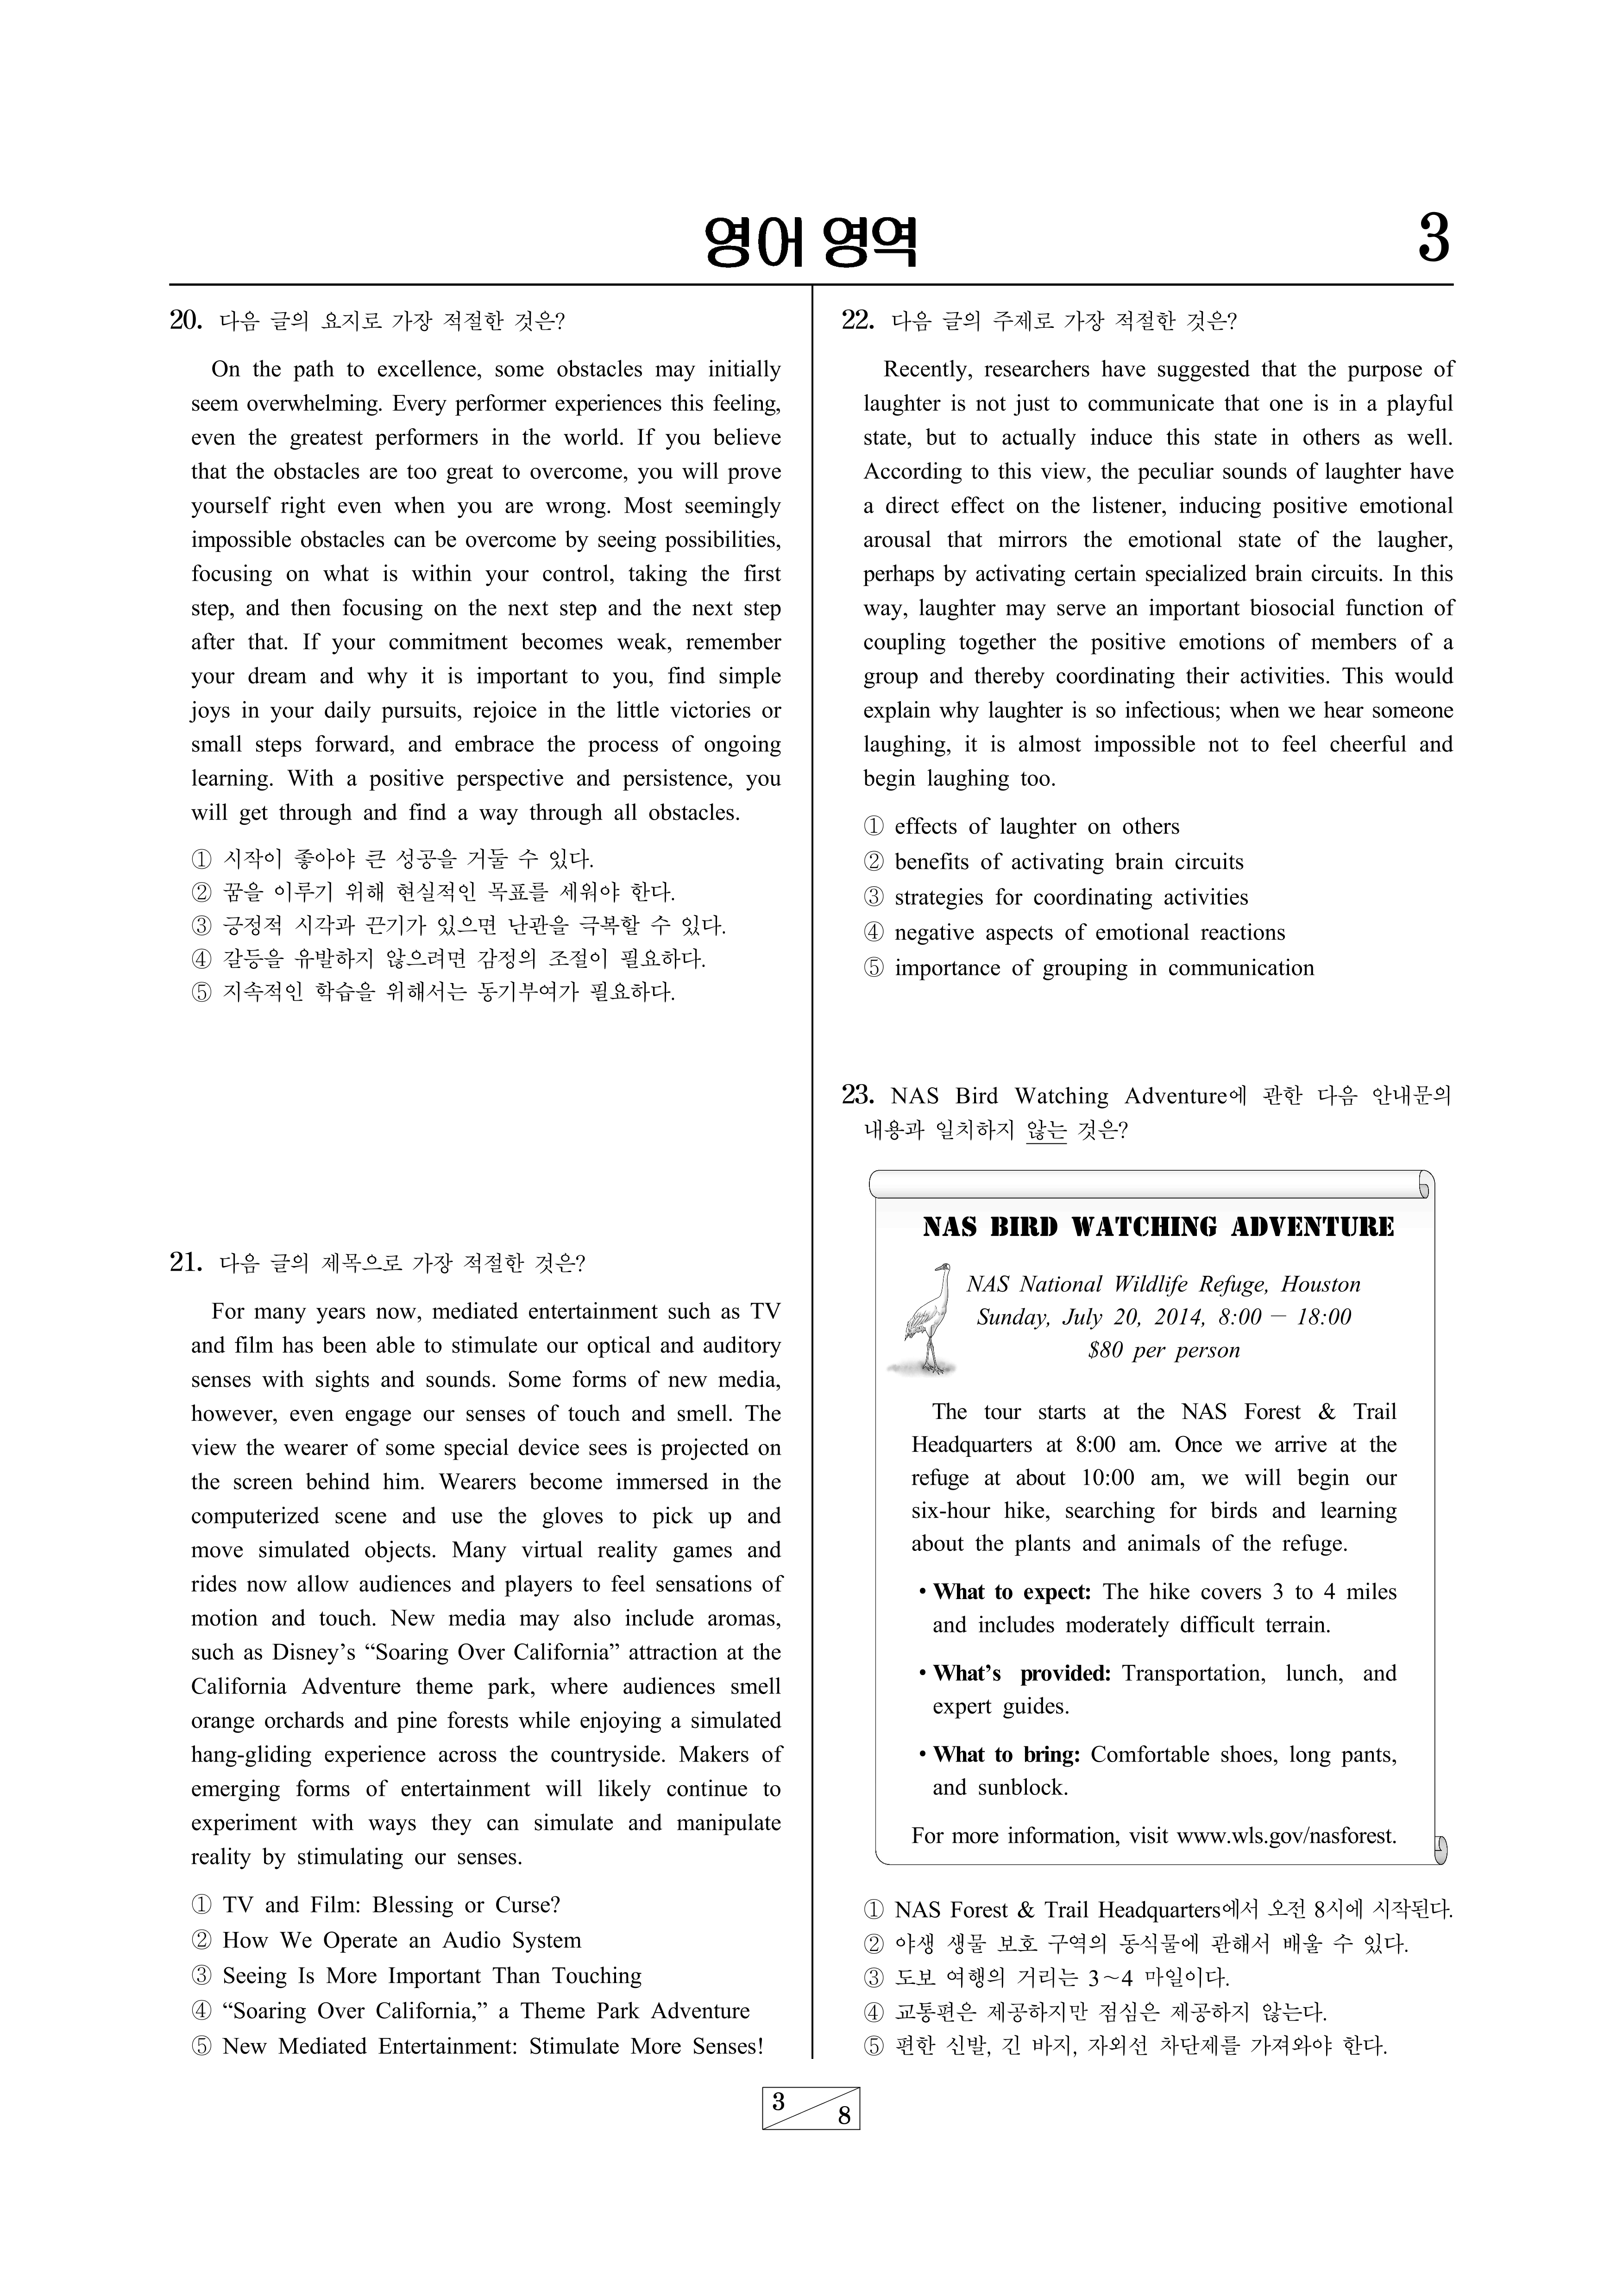 영어 영역
3
20. 다음 글의 요지로 가장 적절한 것은?
On the path to excellence, some obstacles may initially
seem overwhelming. Every performer experiences this feeling,
even the greatest performers in the world. If you believe
that the obstacles are too great to overcome, you will prove
yourself right even when you are wrong. Most seemingly
impossible obstacles can be overcome by seeing possibilities,
focusing on what is within your control, taking the first
step, and then focusing on the next step and the next step
after that. If your commitment becomes weak, remember
your dream and why it is important to you, find simple
joys in your daily pursuits, rejoice in the little victories or
small steps forward, and embrace the process of ongoing
learning. With a positive perspective and persistence, you
will get through and find a way through all obstacles.
① 시작이 좋아야 큰 성공을 거둘 수 있다.
② 꿈을 이루기 위해 현실적인 목표를 세워야 한다.
③ 긍정적 시각과 끈기가 있으면 난관을 극복할 수 있다.
④ 갈등을 유발하지 않으려면 감정의 조절이 필요하다.
⑤ 지속적인 학습을 위해서는 동기부여가 필요하다.
21. 다음 글의 제목으로 가장 적절한 것은?
For many years now, mediated entertainment such as TV
and film has been able to stimulate our optical and auditory
senses with sights and sounds. Some forms of new media,
however, even engage our senses of touch and smell. The
view the wearer of some special device sees is projected on
the screen behind him. Wearers become immersed in the
computerized scene and use the gloves to pick up and
move simulated objects. Many virtual reality games and
rides now allow audiences and players to feel sensations of
motion and touch. New media may also include aromas,
such as Disney's “Soaring Over California” attraction at the
California Adventure theme park, where audiences smell
orange orchards and pine forests while enjoying a simulated
hang-gliding experience across the countryside. Makers of
emerging forms of entertainment will likely continue to
experiment with ways they can simulate and manipulate
reality by stimulating our senses.
① TV and Film: Blessing or Curse?
② How We Operate an Audio System
③ Seeing Is More Important Than Touching
④ “Soaring Over California,” a Theme Park Adventure
⑤ New Mediated Entertainment: Stimulate More Senses!
22. 다음 글의 주제로 가장 적절한 것은?
Recently, researchers have suggested that the purpose of
laughter is not just to communicate that one is in a playful
state, but to actually induce this state in others as well.
According to this view, the peculiar sounds of laughter have
a direct effect on the listener, inducing positive emotional
arousal that mirrors the emotional state of the laugher,
perhaps by activating certain specialized brain circuits. In this
way, laughter may serve an important biosocial function of
coupling together the positive emotions of members of a
group and thereby coordinating their activities. This would
explain why laughter is so infectious; when we hear someone
laughing, it is almost impossible not to feel cheerful and
begin laughing too.
① effects of laughter on others
② benefits of activating brain circuits
③ strategies for coordinating activities
④ negative aspects of emotional reactions
⑤ importance of grouping in communication
23. NAS Bird Watching Adventure에 관한 다음 안내문의
내용과 일치하지 않는 것은?
NAS BIRD WATCHING ADVENTURE
NAS National Wildlife Refuge, Houston
Sunday, July 20, 2014, 8:00 － 18:00
$80 per person
The tour starts at the NAS Forest & Trail
Headquarters at 8:00 am. Once we arrive at the
refuge at about 10:00 am, we will begin our
six-hour hike, searching for birds and learning
about the plants and animals of the refuge.
• What to expect: The hike covers 3 to 4 miles
and includes moderately difficult terrain.
• What's provided: Transportation, lunch, and
expert guides.
• What to bring: Comfortable shoes, long pants,
and sunblock.
For more information, visit www.wls.gov/nasforest.
① NAS Forest & Trail Headquarters에서 오전 8시에 시작된다.
② 야생 생물 보호 구역의 동식물에 관해서 배울 수 있다.
③ 도보 여행의 거리는 3～4 마일이다.
④ 교통편은 제공하지만 점심은 제공하지 않는다.
⑤ 편한 신발, 긴 바지, 자외선 차단제를 가져와야 한다.
3
8